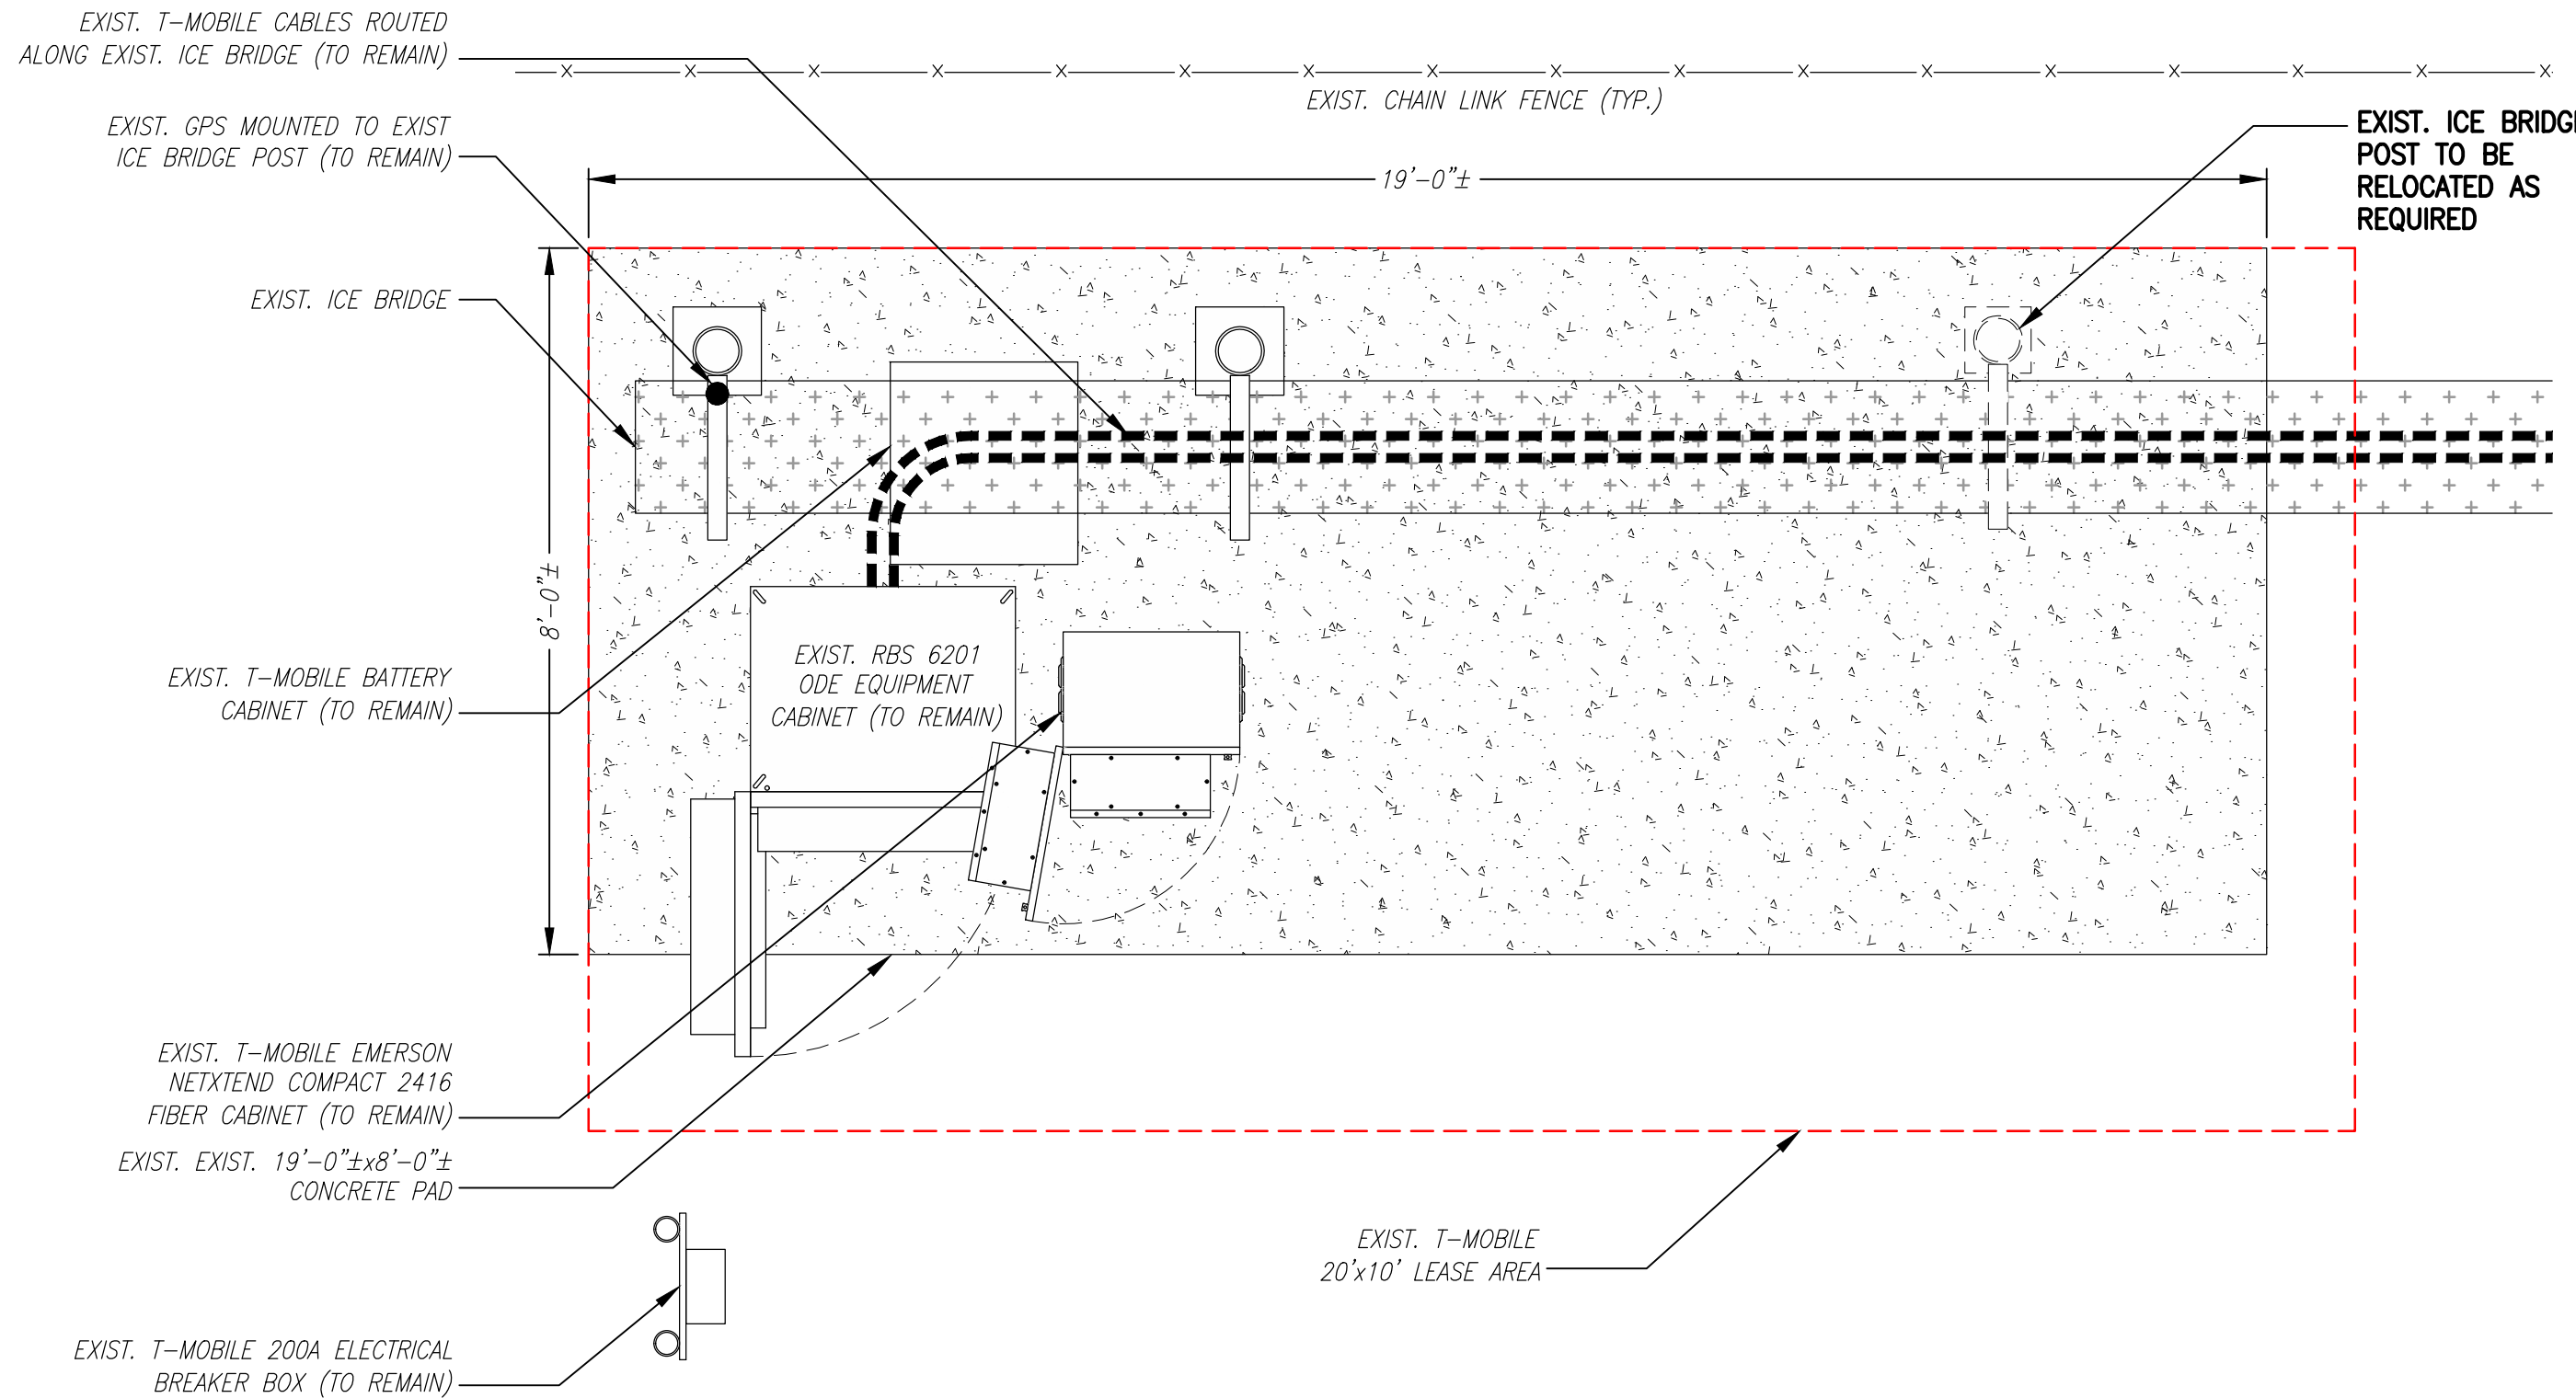 EXIST. T-MOBILE CABLES ROUTED
ALONG EXIST. ICE BRIDGE (TO REMAIN)
EXIST. CHAIN LINK FENCE (TYP.)
EXIST. GPS MOUNTED TO EXIST
ICE BRIDGE POST (TO REMAIN)
EXIST. ICE BRIDGE
POST TO BE
RELOCATED AS
REQUIRED
19'-0"±
EXIST. ICE BRIDGE
8'-0"±
EXIST. RBS 6201
ODE EQUIPMENT
CABINET (TO REMAIN)
EXIST. T-MOBILE BATTERY
CABINET (TO REMAIN)
EXIST. T-MOBILE EMERSON
NETXTEND COMPACT 2416
FIBER CABINET (TO REMAIN)
EXIST. EXIST. 19'-0"±x8'-0"±
CONCRETE PAD
EXIST. T-MOBILE
20'x10' LEASE AREA
EXIST. T-MOBILE 200A ELECTRICAL
BREAKER BOX (TO REMAIN)